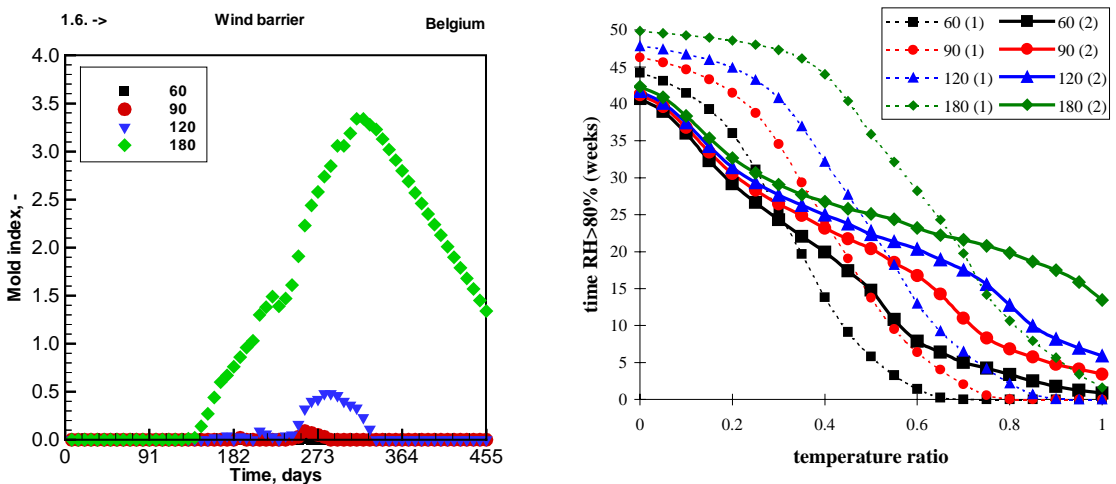 1.6. -> Wind barrier Belgium
4.0
3.5
3.0
2.5
2.0
1.5
1.0
0.5
0.0
Mold index, -
60
90
120
180
0 91 182 273 364 455
Time, days
50
45
40
35
30
25
20
15
10
5
0
time RH>80% (weeks)
60 (1) 60 (2)
90 (1) 90 (2)
120 (1) 120 (2)
180 (1) 180 (2)
0 0.2 0.4 0.6 0.8 1
temperature ratio